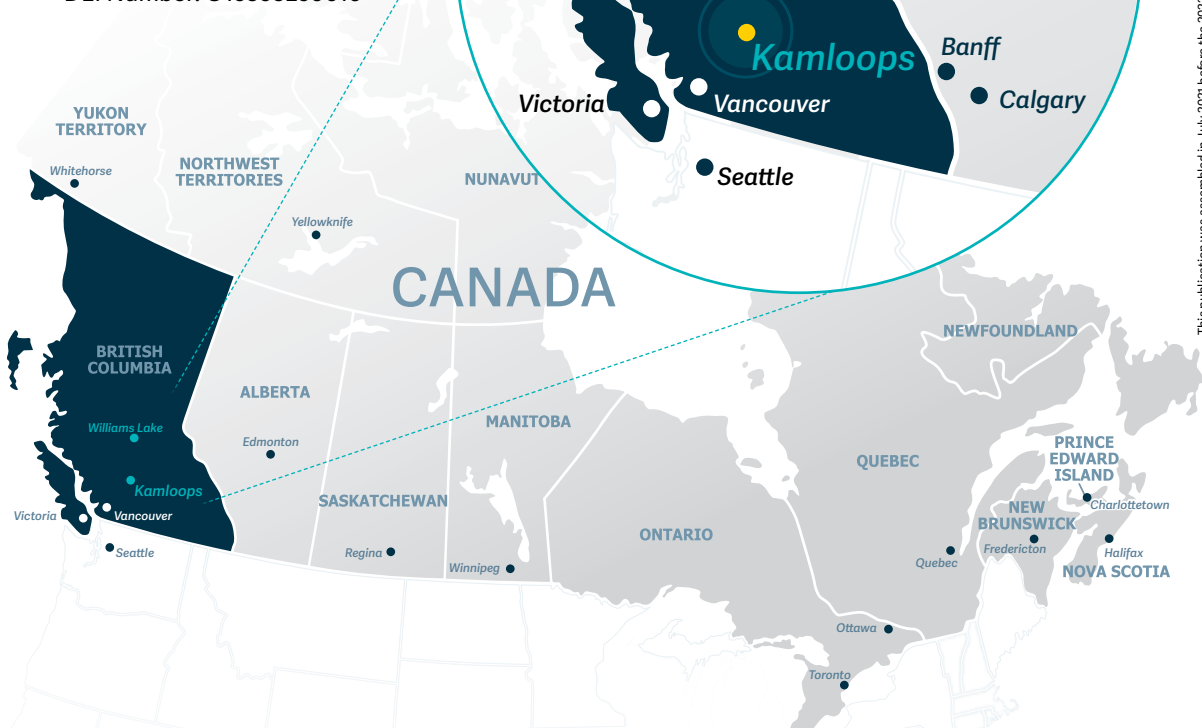 Banff
Kamloops
Calgary
Victoria
Vancouver
Seattle
YUKON
TERRITORY
Whitehorse
NORTHWEST
TERRITORIES
NUNAVUT
Yellowknife
CANADA
NEWFOUNDLAND
BRITISH
COLUMBIA
ALBERTA
MANITOBA
Williams Lake
Edmonton
QUEBEC
PRINCE
EDWARD
ISLAND
Kamloops
SASKATCHEWAN
Charlottetown
Victoria
Vancouver
NEW
BRUNSWICK
ONTARIO
Seattle
Regina
Winnipeg
Quebec
Fredericton
Halifax
NOVA SCOTIA
Ottawa
Toronto